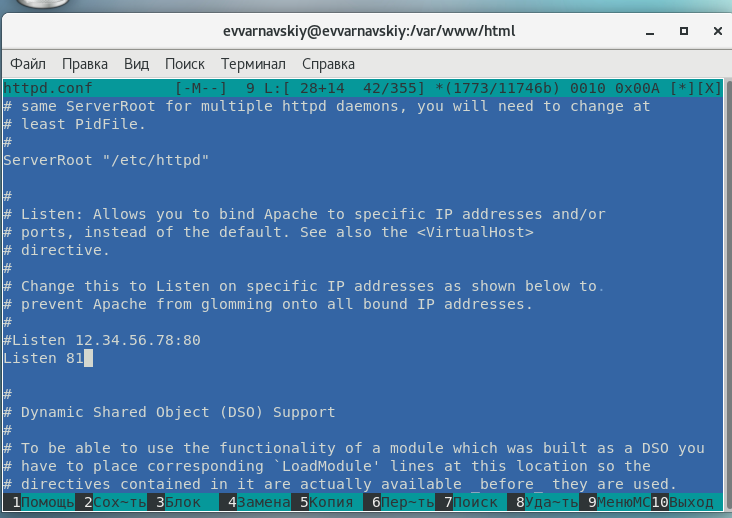 evvarnavskiy@evvarnavskiy:/var/www/html
Файл Правка Вид Поиск Терминал Справка
httpd.conf [-M--] 9 L:[ 28+14 42/355] *(1773/11746b) 0010 0x00A [*][X]
# same ServerRoot for multiple httpd daemons, you will need to change at
# least PidFile.
#
ServerRoot "/etc/httpd"
#
# Listen: Allows you to bind Apache to specific IP addresses and/or
# ports, instead of the default. See also the <VirtualHost>
# directive.
#
# Change this to Listen on specific IP addresses as shown below to.
# prevent Apache from glomming onto all bound IP addresses.
#
#Listen 12.34.56.78:80
Listen 81
#
# Dynamic Shared Object (DSO) Support
#
# To be able to use the functionality of a module which was built as a DSO you
# have to place corresponding `LoadModule' lines at this location so the
# directives contained in it are actually available _before_ they are used.
1Помощь 2Сох~ть 3Блок 4Замена 5Копия 6Пер~ть 7Поиск 8Уда~ть 9МенюMC 10Выход